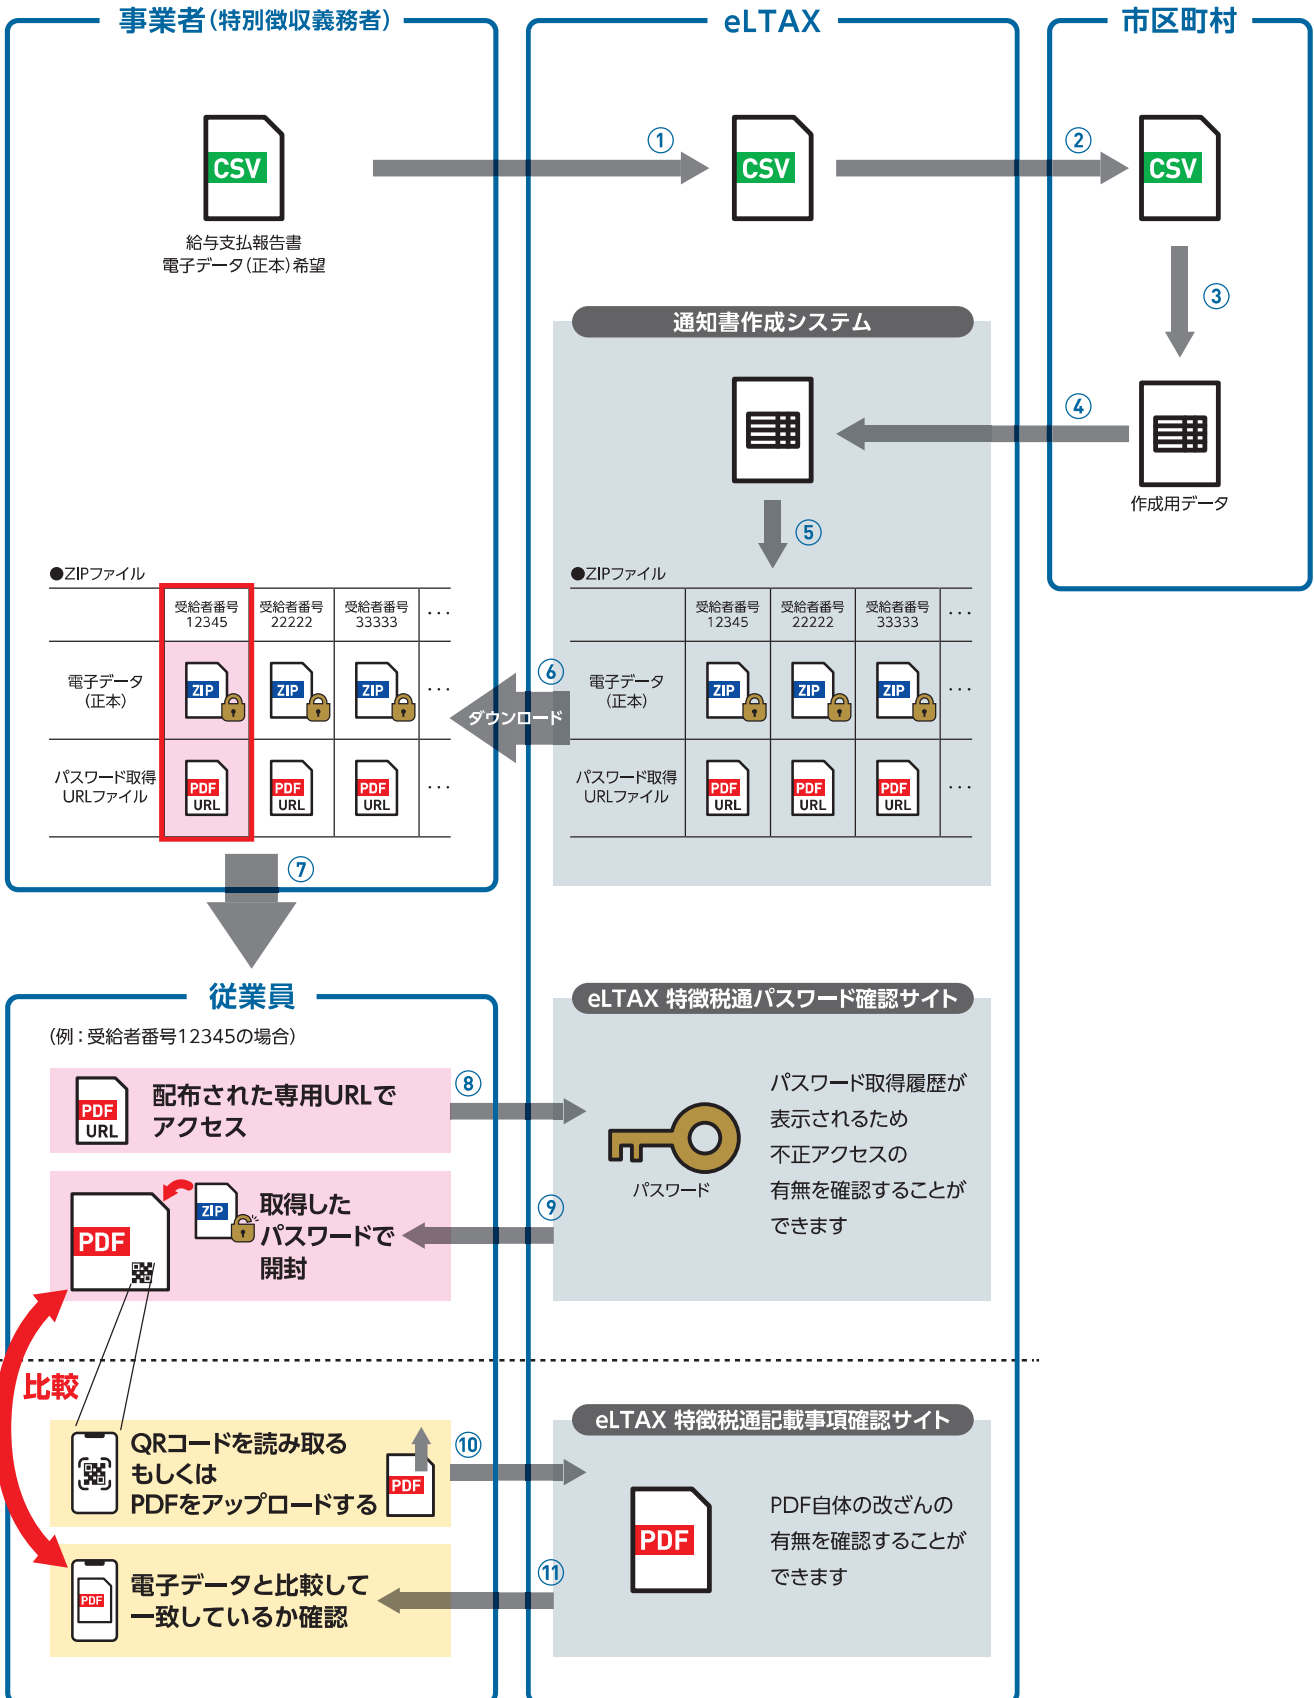 事業者(特別徴収義務者)
eLTAX
市区町村
①
②
CSV
CSV
CSV
給与支払報告書
電子データ(正本)希望
③
通知書作成システム
④
作成用データ
⑤
●ZIPファイル
受給者番号
12345
受給者番号
22222
受給者番号
33333
・・・
電子データ
(正本)
ZIP
ZIP
ZIP
・・・
パスワード取得
URLファイル
PDF
URL
PDF
URL
PDF
URL
・・・
⑥
ダウンロード
●ZIPファイル
受給者番号
12345
受給者番号
22222
受給者番号
33333
・・・
電子データ
(正本)
ZIP
ZIP
ZIP
・・・
パスワード取得
URLファイル
PDF
URL
PDF
URL
PDF
URL
・・・
⑦
従業員
(例：受給者番号12345の場合)
PDF
URL
配布された専用URLで
アクセス
⑧
eLTAX 特徴税通パスワード確認サイト
パスワード
パスワード取得履歴が
表示されるため
不正アクセスの
有無を確認することが
できます
PDF
ZIP
取得した
パスワードで
開封
⑨
比較
QRコードを読み取る
もしくは
PDFをアップロードする
PDF
⑩
eLTAX 特徴税通記載事項確認サイト
PDF
PDF自体の改ざんの
有無を確認することが
できます
PDF
電子データと比較して
一致しているか確認
⑪